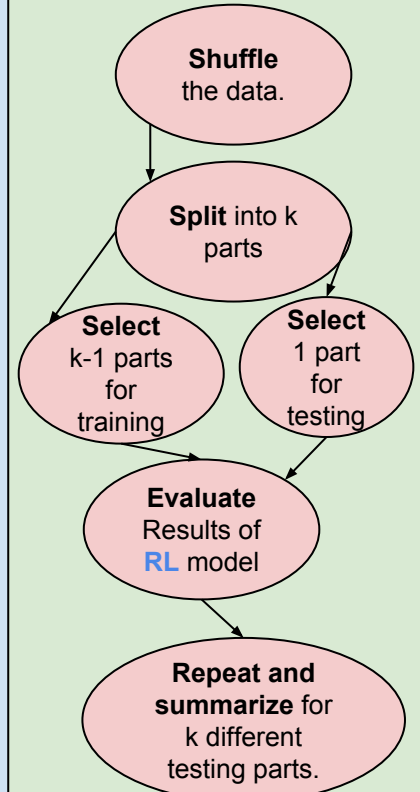 Shuffle
the data.
Split into k
parts
Select
k-1 parts
for
training
Select
1 part
for
testing
Evaluate
Results of
RL model
Repeat and
summarize for
k different
testing parts.